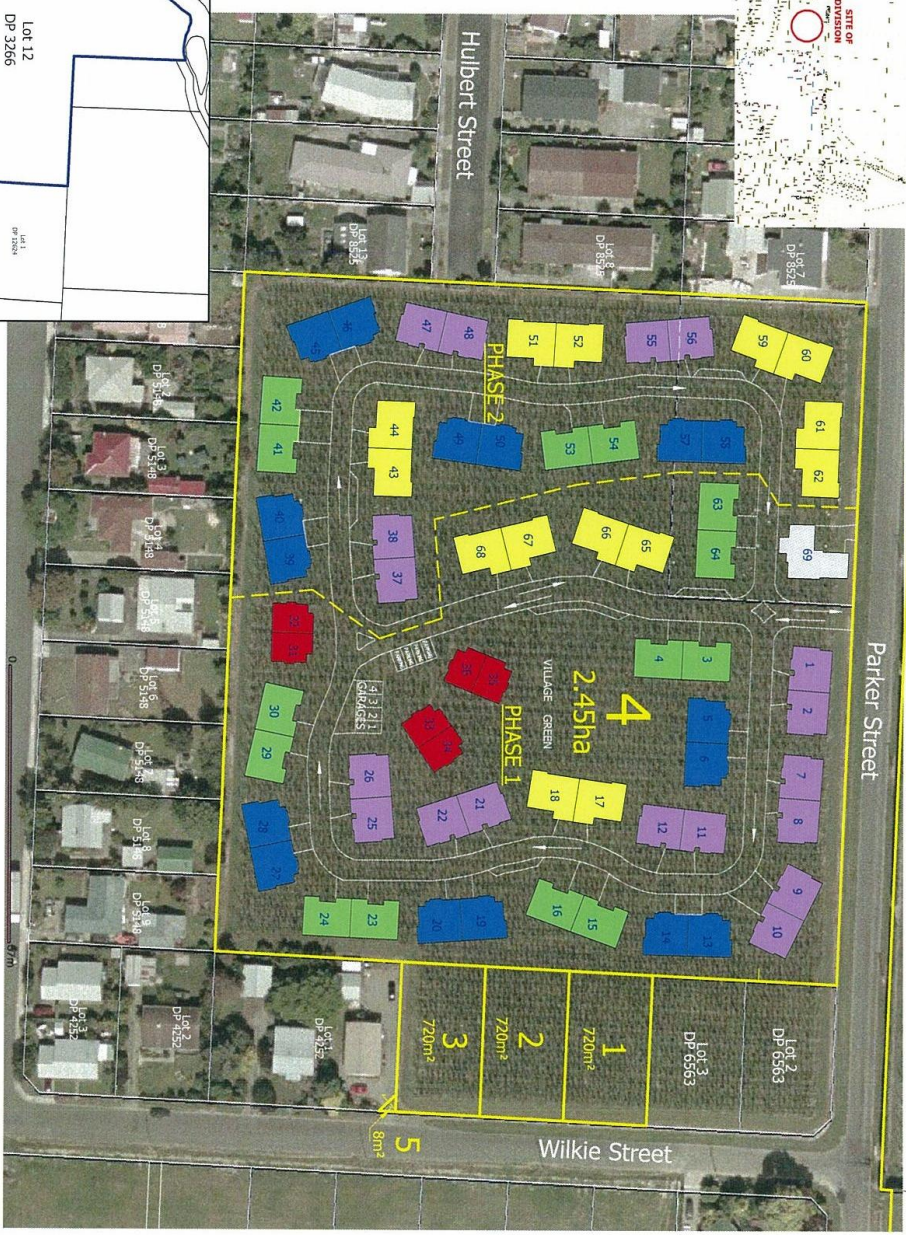 SITE OF
DIVISION
Lot 12
DP 3266
Lot 1
DP 12624
Hulbert Street
Parker Street
Wilkie Street
Lot 7
DP 8525
Lot 8
DP 8525
Lot 13
DP 8525
PHASE 2
PHASE 1
4
2.45ha
VILLAGE GREEN
4 3 2 1
GARAGES
60
59
56
55
52
51
48
47
46
45
61
62
58
57
54
53
50
49
44
43
42
41
69
63
64
65
66
67
68
38
37
40
39
32
31
1
2
3
4
5
6
7
8
9
10
11
12
13
14
15
16
17
18
19
20
21
22
23
24
25
26
27
28
29
30
Lot 2
DP 5148
Lot 3
DP 5148
Lot 4
DP 5148
Lot 5
DP 5148
Lot 6
DP 5148
Lot 7
DP 5148
Lot 8
DP 5148
Lot 9
DP 5148
Lot 2
DP 6563
Lot 3
DP 6563
1
720m²
2
720m²
3
720m²
5
8m²
Lot 1
DP 4252
Lot 2
DP 4252
Lot 3
DP 4252